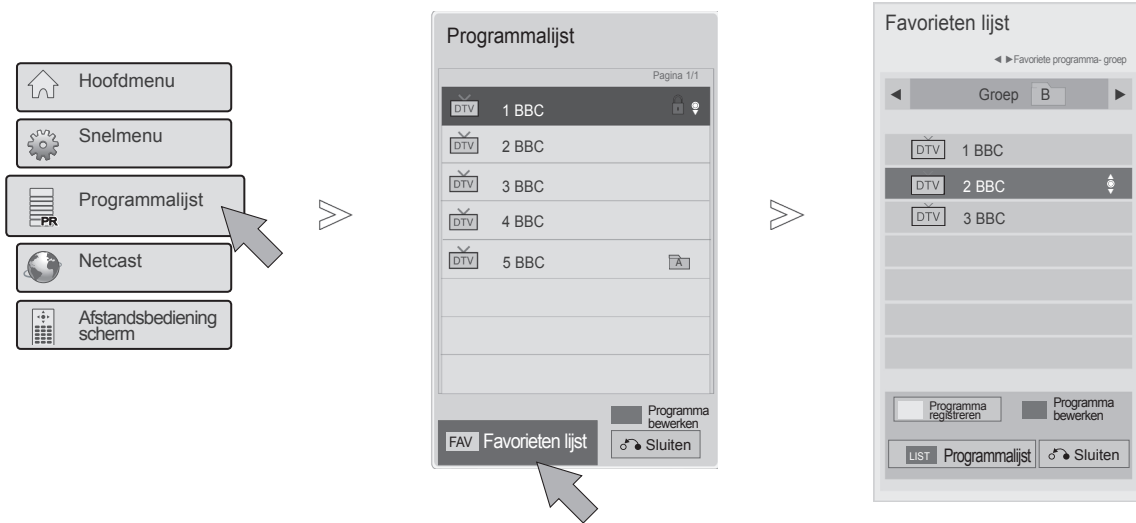 Hoofdmenu
Snelmenu
PR
Programmalijst
Netcast
Afstandsbediening
scherm
Programmalijst
Pagina 1/1
DTV 1 BBC
DTV 2 BBC
DTV 3 BBC
DTV 4 BBC
DTV 5 BBC A
Programma
bewerken
FAV Favorieten lijst
Sluiten
Favorieten lijst
◄ ►Favoriete programma- groep
◄ Groep B ►
DTV 1 BBC
DTV 2 BBC
DTV 3 BBC
Programma
registreren
Programma
bewerken
LIST Programmalijst
Sluiten